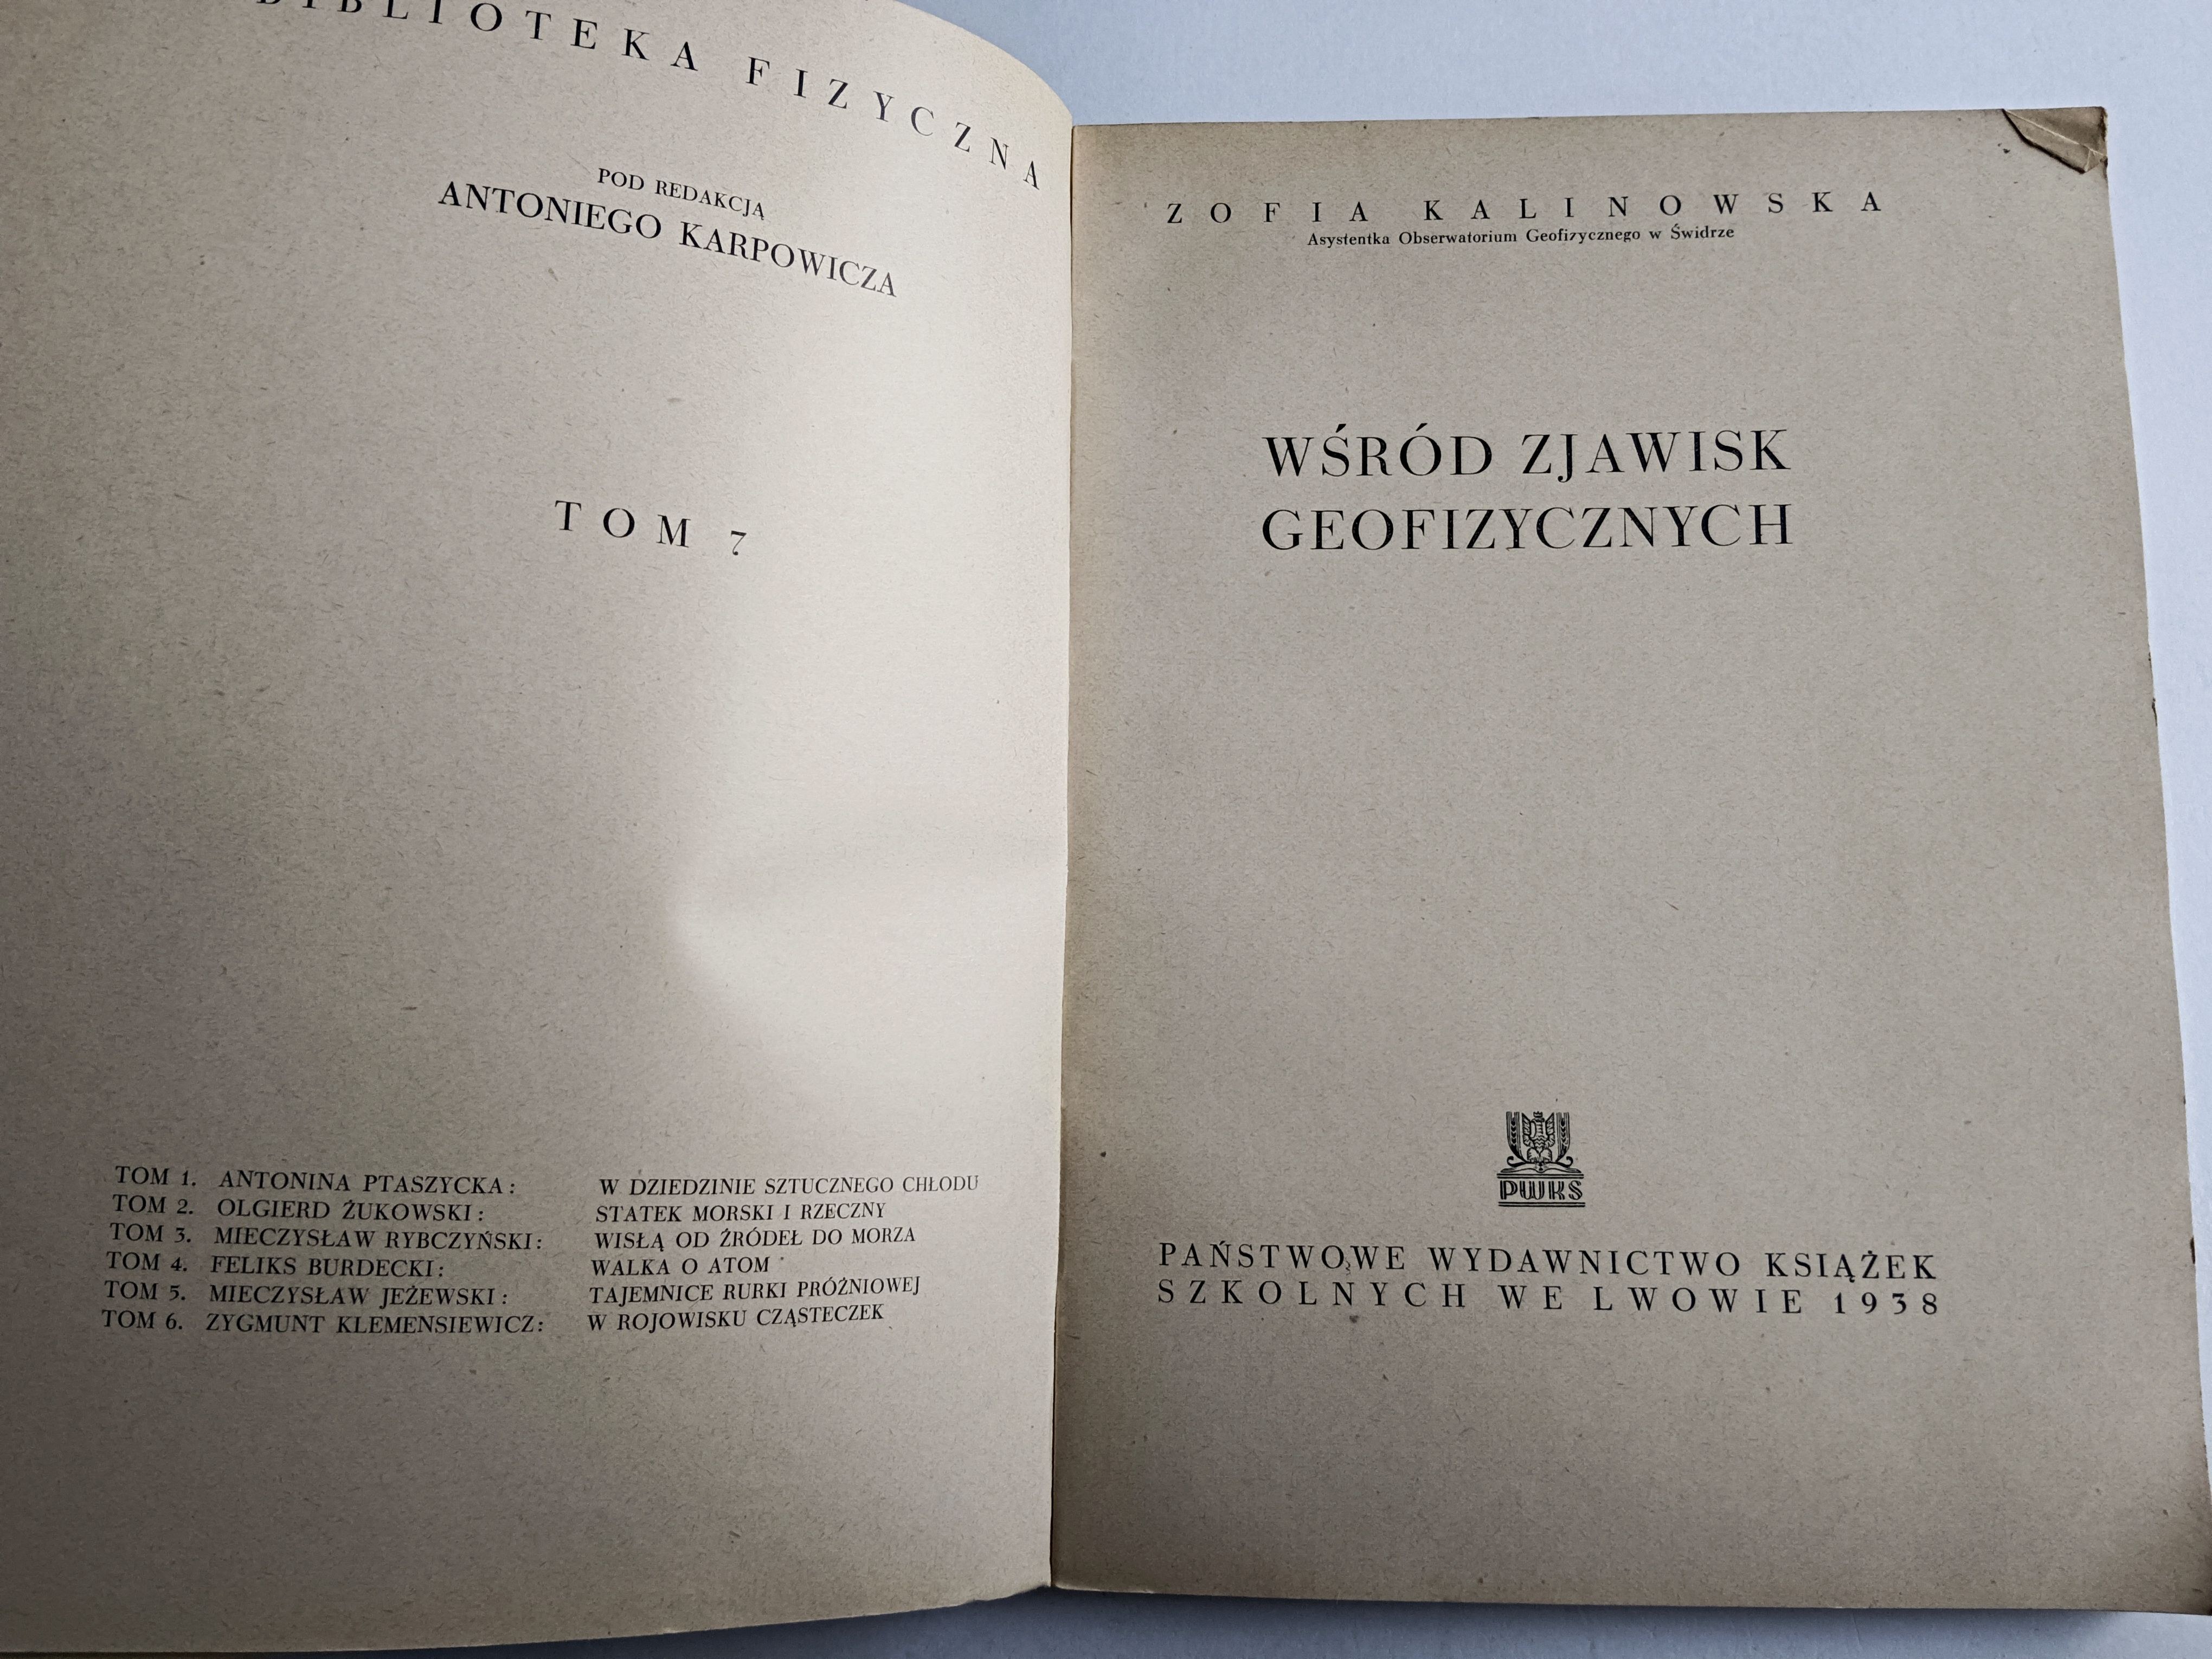 BIBLIOTEKA FIZYCZNA
POD REDAKCJĄ
ANTONIEGO KARPOWICZA
TOM 7
TOM 1. ANTONINA PTASZYCKA: W DZIEDZINIE SZTUCZNEGO CHŁODU
TOM 2. OLGIERD ŻUKOWSKI: STATEK MORSKI I RZECZNY
TOM 3. MIECZYSŁAW RYBCZYŃSKI: WISŁĄ OD ŹRÓDEŁ DO MORZA
TOM 4. FELIKS BURDECKI: WALKA O ATOM
TOM 5. MIECZYSŁAW JEŻEWSKI: TAJEMNICE RURKI PRÓŻNIOWEJ
TOM 6. ZYGMUNT KLEMENSIEWICZ: W ROJOWISKU CZĄSTECZEK
ZOFIA KALINOWSKA
Asystentka Obserwatorium Geofizycznego w Świdrze
WŚRÓD ZJAWISK
GEOFIZYCZNYCH
PWKS
PAŃSTWOWE WYDAWNICTWO KSIĄŻEK
SZKOLNYCH WE LWOWIE 1938